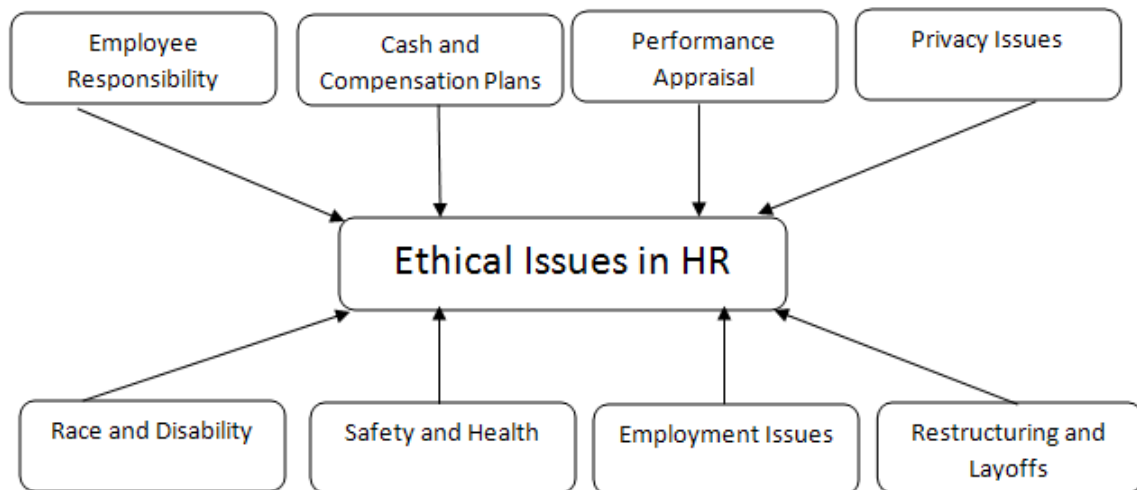 Employee
Responsibility
Cash and
Compensation Plans
Performance
Appraisal
Privacy Issues
Ethical Issues in HR
Race and Disability
Safety and Health
Employment Issues
Restructuring and
Layoffs